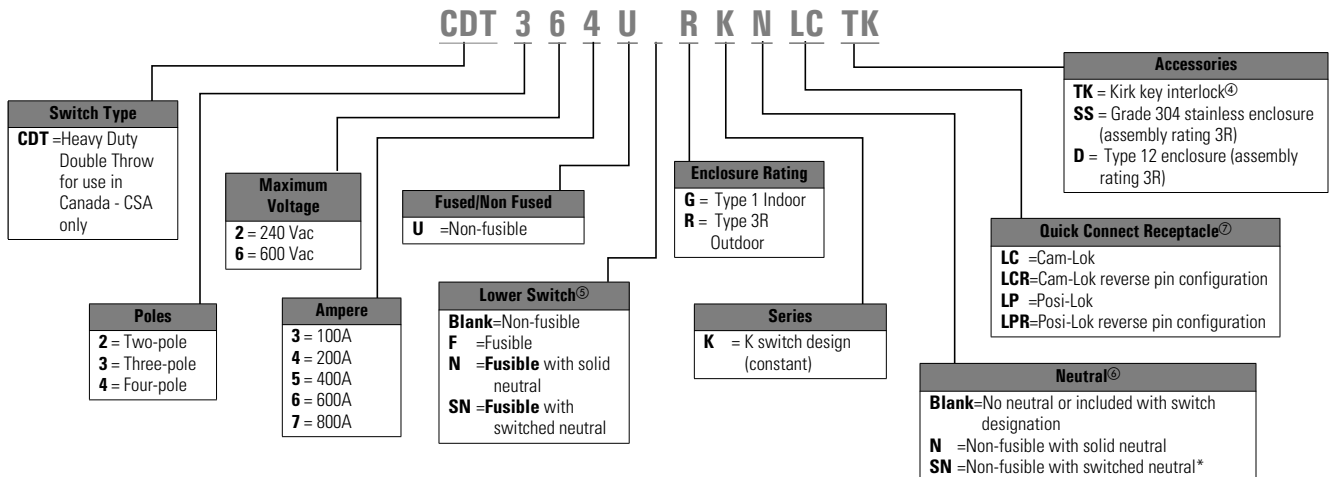 CDT 3 6 4 U R K N LC TK
Switch Type
CDT =Heavy Duty
Double Throw
for use in
Canada - CSA
only
Poles
2 = Two-pole
3 = Three-pole
4 = Four-pole
Maximum
Voltage
2 = 240 Vac
6 = 600 Vac
Ampere
3 = 100A
4 = 200A
5 = 400A
6 = 600A
7 = 800A
Fused/Non Fused
U =Non-fusible
Lower Switch⑤
Blank=Non-fusible
F =Fusible
N =Fusible with solid
neutral
SN =Fusible with
switched neutral
Enclosure Rating
G = Type 1 Indoor
R = Type 3R
Outdoor
Series
K = K switch design
(constant)
Neutral⑥
Blank=No neutral or included with switch
designation
N =Non-fusible with solid neutral
SN =Non-fusible with switched neutral*
Quick Connect Receptacle⑦
LC =Cam-Lok
LCR=Cam-Lok reverse pin configuration
LP =Posi-Lok
LPR=Posi-Lok reverse pin configuration
Accessories
TK = Kirk key interlock④
SS = Grade 304 stainless enclosure
(assembly rating 3R)
D = Type 12 enclosure (assembly
rating 3R)